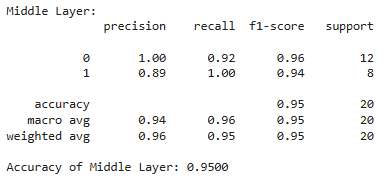 Middle Layer:
              precision    recall  f1-score   support

           0       1.00      0.92      0.96        12
           1       0.89      1.00      0.94         8

    accuracy                           0.95        20
   macro avg       0.94      0.96      0.95        20
weighted avg       0.96      0.95      0.95        20

Accuracy of Middle Layer: 0.9500